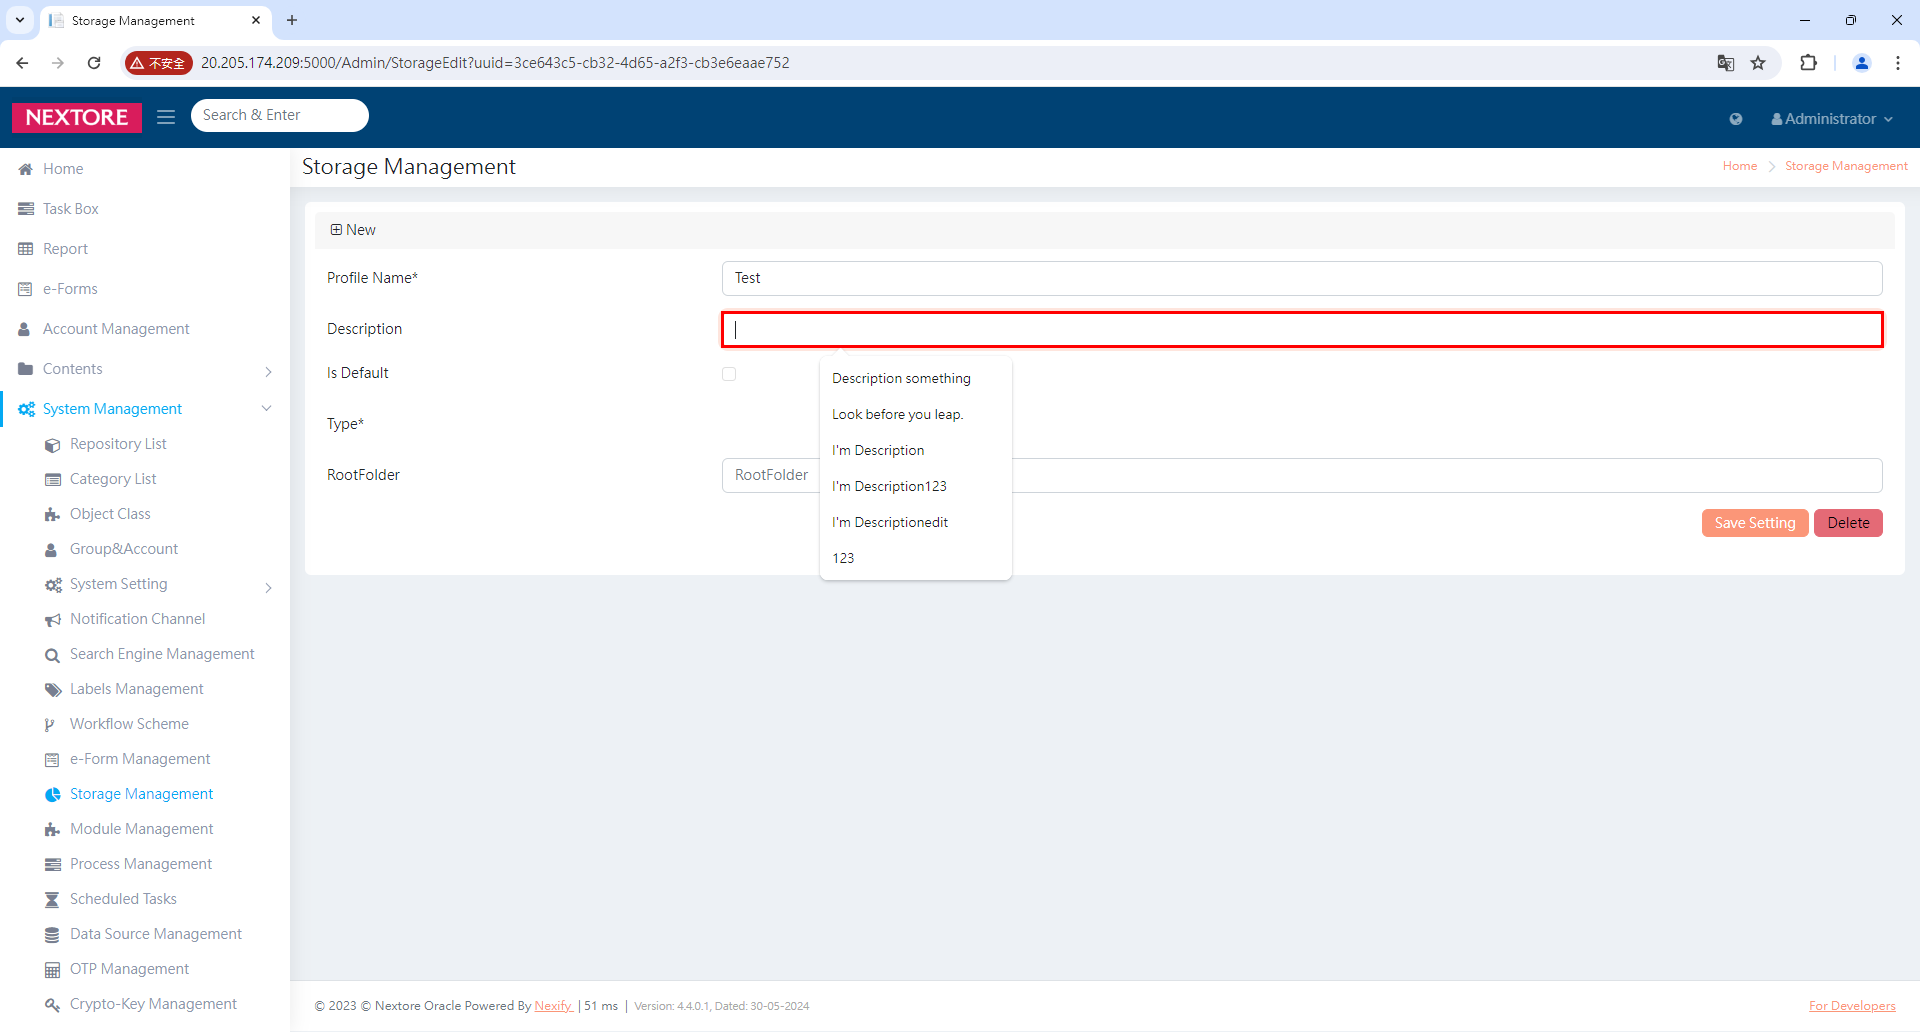 Storage Management
不安全
20.205.174.209:5000/Admin/StorageEdit?uuid=3ce643c5-cb32-4d65-a2f3-cb3e6eaae752
NEXTORE
Search & Enter
Administrator
Home
Task Box
Report
e-Forms
Account Management
Contents
System Management
Repository List
Category List
Object Class
Group&Account
System Setting
Notification Channel
Search Engine Management
Labels Management
Workflow Scheme
e-Form Management
Storage Management
Module Management
Process Management
Scheduled Tasks
Data Source Management
OTP Management
Crypto-Key Management
Storage Management
Home > Storage Management
New
Profile Name*
Test
Description
Is Default
Type*
RootFolder
RootFolder
Description something
Look before you leap.
I'm Description
I'm Description123
I'm Descriptionedit
123
Save Setting
Delete
© 2023 © Nextore Oracle Powered By Nexify | 51 ms | Version: 4.4.0.1, Dated: 30-05-2024
For Developers